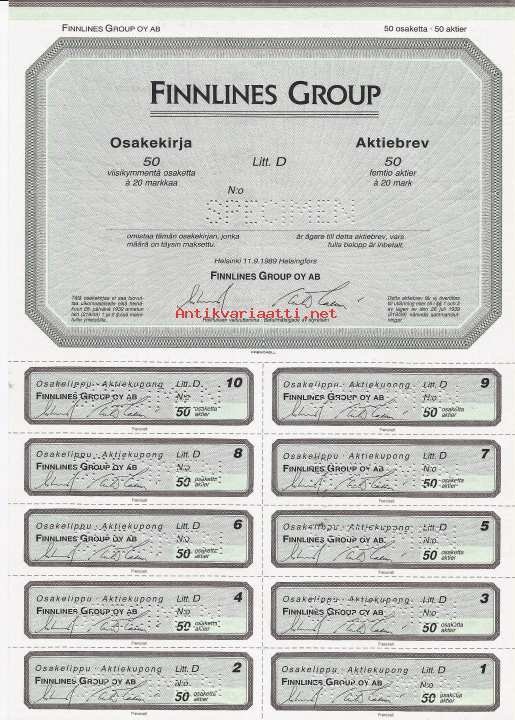 FINNLINES GROUP OY AB
50 osaketta · 50 aktier
FINNLINES GROUP
Osakekirja
50
viisikymmentä osaketta
à 20 markkaa
Litt. D
Aktiebrev
50
femtio aktier
à 20 mark
N:o
SPECIMEN
omistaa tämän osakekirjan, jonka
määrä on täysin maksettu.
är ägare till detta aktiebrev, vars
fulla belopp är inbetalt.
Helsinki 11.9.1989 Helsingfors
FINNLINES GROUP OY AB
Antikvariaatti.net
Osakelippu · Aktiekupong Litt. D 10
FINNLINES GROUP OY AB N:o
50 osaketta aktier
Osakelippu · Aktiekupong Litt. D 9
FINNLINES GROUP OY AB N:o
50 osaketta aktier
Osakelippu · Aktiekupong Litt. D 8
FINNLINES GROUP OY AB N:o
50 osaketta aktier
Osakelippu · Aktiekupong Litt. D 7
FINNLINES GROUP OY AB N:o
50 osaketta aktier
Osakelippu · Aktiekupong Litt. D 6
FINNLINES GROUP OY AB N:o
50 osaketta aktier
Osakelippu · Aktiekupong Litt. D 5
FINNLINES GROUP OY AB N:o
50 osaketta aktier
Osakelippu · Aktiekupong Litt. D 4
FINNLINES GROUP OY AB N:o
50 osaketta aktier
Osakelippu · Aktiekupong Litt. D 3
FINNLINES GROUP OY AB N:o
50 osaketta aktier
Osakelippu · Aktiekupong Litt. D 2
FINNLINES GROUP OY AB N:o
50 osaketta aktier
Osakelippu · Aktiekupong Litt. D 1
FINNLINES GROUP OY AB N:o
50 osaketta aktier